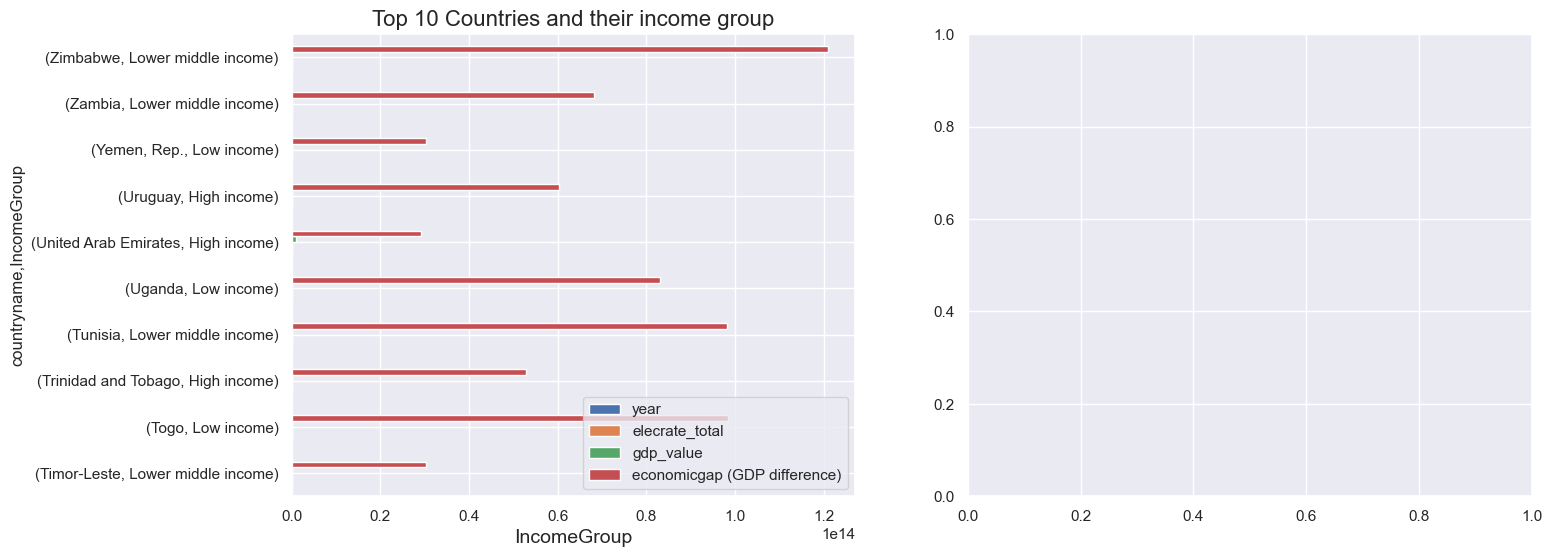 Top 10 Countries and their income group
countryname,IncomeGroup
(Zimbabwe, Lower middle income)
(Zambia, Lower middle income)
(Yemen, Rep., Low income)
(Uruguay, High income)
(United Arab Emirates, High income)
(Uganda, Low income)
(Tunisia, Lower middle income)
(Trinidad and Tobago, High income)
(Togo, Low income)
(Timor-Leste, Lower middle income)
year
elecrate_total
gdp_value
economicgap (GDP difference)
0.0 0.2 0.4 0.6 0.8 1.0 1.2
1e14
IncomeGroup
1.0
0.8
0.6
0.4
0.2
0.0
0.0 0.2 0.4 0.6 0.8 1.0